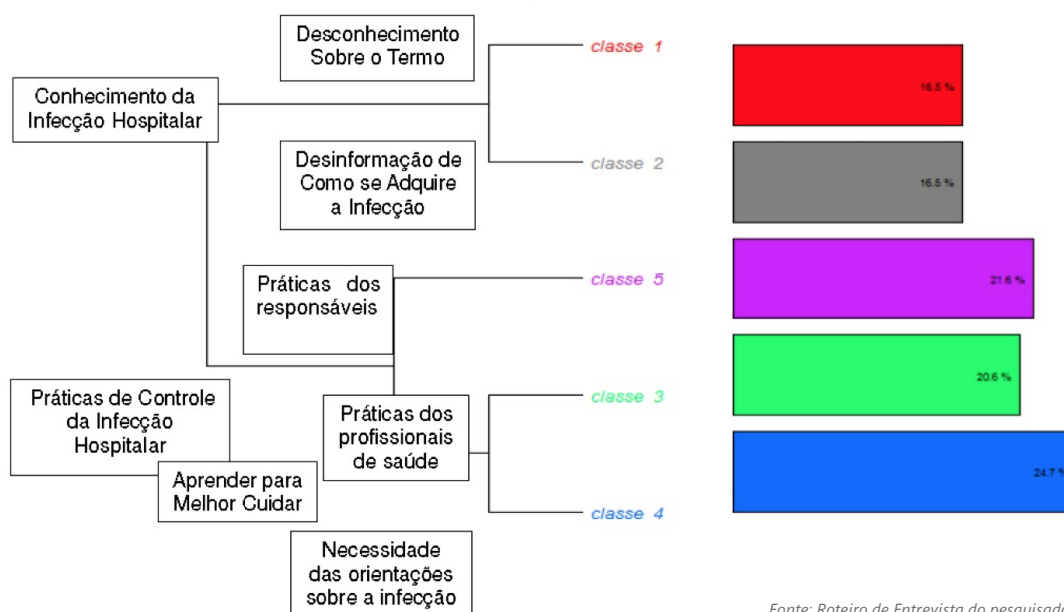 Desconhecimento
Sobre o Termo
classe 1
16.5 %
Conhecimento da
Infecção Hospitalar
Desinformação de
Como se Adquire
a Infecção
classe 2
16.5 %
Práticas dos
responsáveis
classe 5
21.6 %
Práticas de Controle
da Infecção
Hospitalar
Práticas dos
profissionais
de saúde
classe 3
20.6 %
Aprender para
Melhor Cuidar
classe 4
24.7 %
Necessidade
das orientações
sobre a infecção
Fonte: Roteiro de Entrevista do